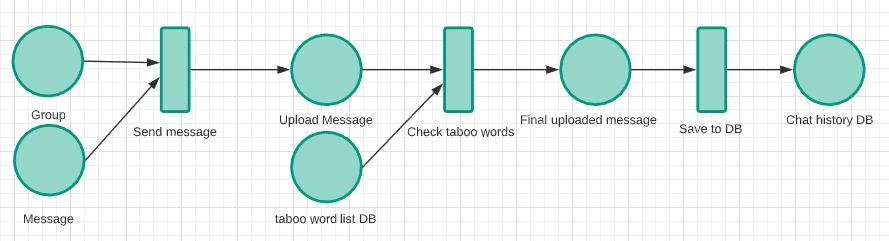 Group
Send message
Upload Message
Check taboo words
Final uploaded message
Save to DB
Chat history DB
Message
taboo word list DB